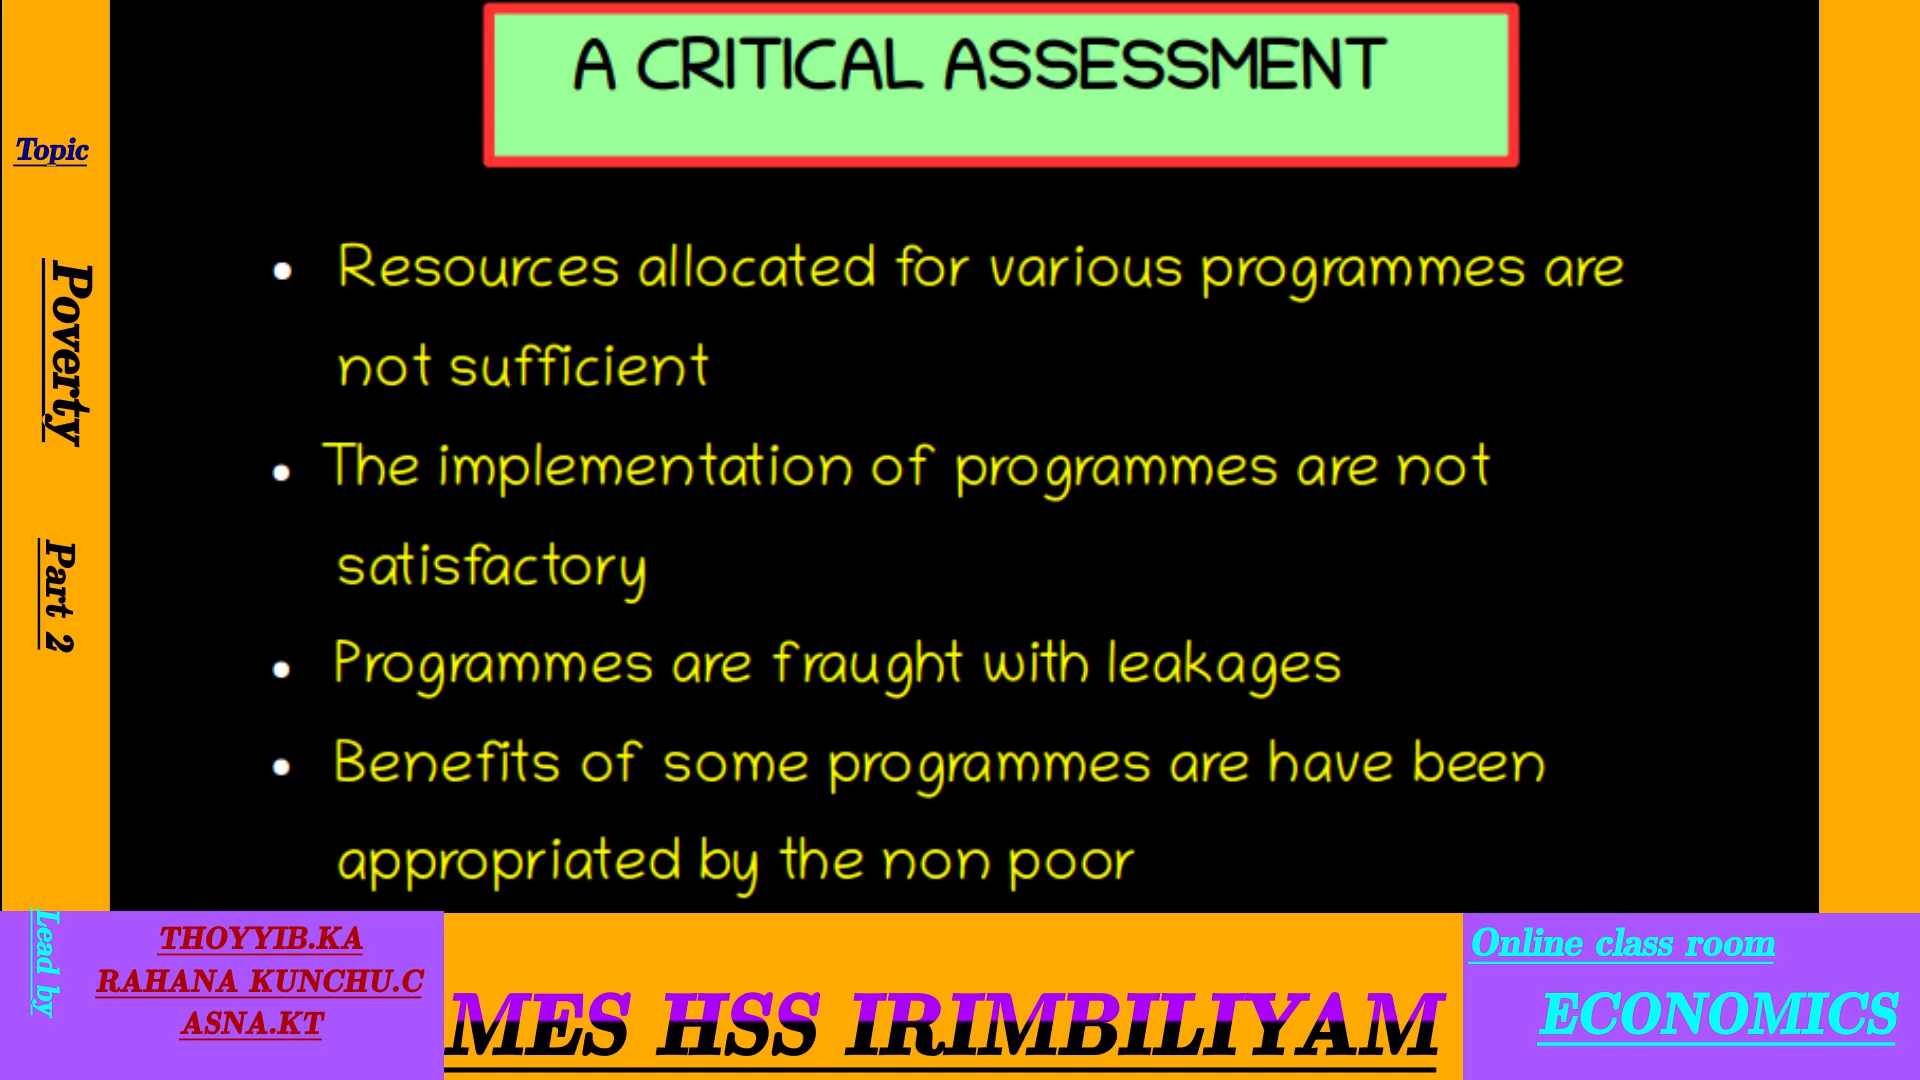 A CRITICAL ASSESSMENT
Topic
Poverty
Part 2
• Resources allocated for various programmes are
not sufficient
• The implementation of programmes are not
satisfactory
• Programmes are fraught with leakages
• Benefits of some programmes are have been
appropriated by the non poor
Lead by
THOYYIB.KA
RAHANA KUNCHU.C
ASNA.KT
MES HSS IRIMBILIYAM
Online class room
ECONOMICS